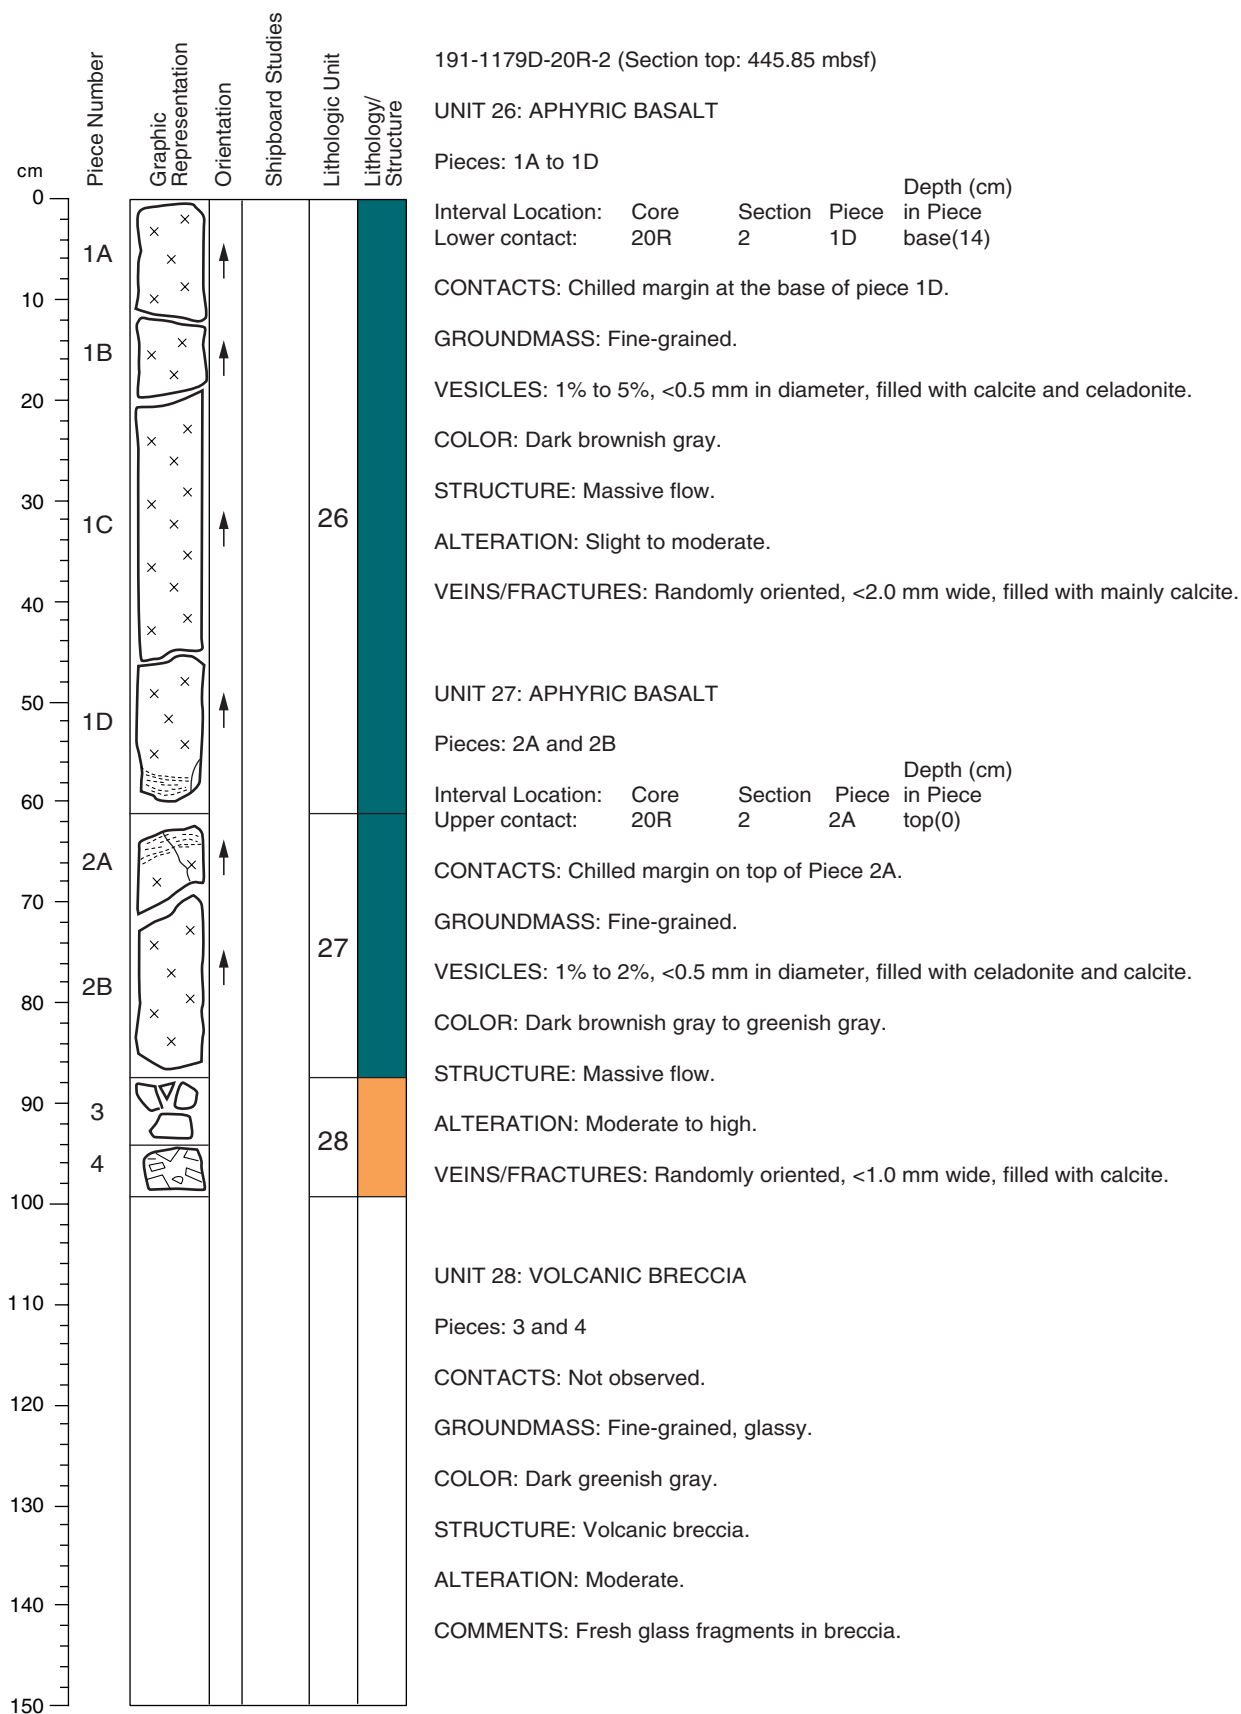 cm
Piece Number
Graphic
Representation
Orientation
Shipboard Studies
Lithologic Unit
Lithology/
Structure
0
10
20
30
40
50
60
70
80
90
100
110
120
130
140
150
1A
1B
1C
1D
2A
2B
3
4
26
27
28
191-1179D-20R-2 (Section top: 445.85 mbsf)
UNIT 26: APHYRIC BASALT
Pieces: 1A to 1D
Depth (cm)
Interval Location: Core Section Piece in Piece
Lower contact: 20R 2 1D base(14)
CONTACTS: Chilled margin at the base of piece 1D.
GROUNDMASS: Fine-grained.
VESICLES: 1% to 5%, <0.5 mm in diameter, filled with calcite and celadonite.
COLOR: Dark brownish gray.
STRUCTURE: Massive flow.
ALTERATION: Slight to moderate.
VEINS/FRACTURES: Randomly oriented, <2.0 mm wide, filled with mainly calcite.
UNIT 27: APHYRIC BASALT
Pieces: 2A and 2B
Depth (cm)
Interval Location: Core Section Piece in Piece
Upper contact: 20R 2 2A top(0)
CONTACTS: Chilled margin on top of Piece 2A.
GROUNDMASS: Fine-grained.
VESICLES: 1% to 2%, <0.5 mm in diameter, filled with celadonite and calcite.
COLOR: Dark brownish gray to greenish gray.
STRUCTURE: Massive flow.
ALTERATION: Moderate to high.
VEINS/FRACTURES: Randomly oriented, <1.0 mm wide, filled with calcite.
UNIT 28: VOLCANIC BRECCIA
Pieces: 3 and 4
CONTACTS: Not observed.
GROUNDMASS: Fine-grained, glassy.
COLOR: Dark greenish gray.
STRUCTURE: Volcanic breccia.
ALTERATION: Moderate.
COMMENTS: Fresh glass fragments in breccia.